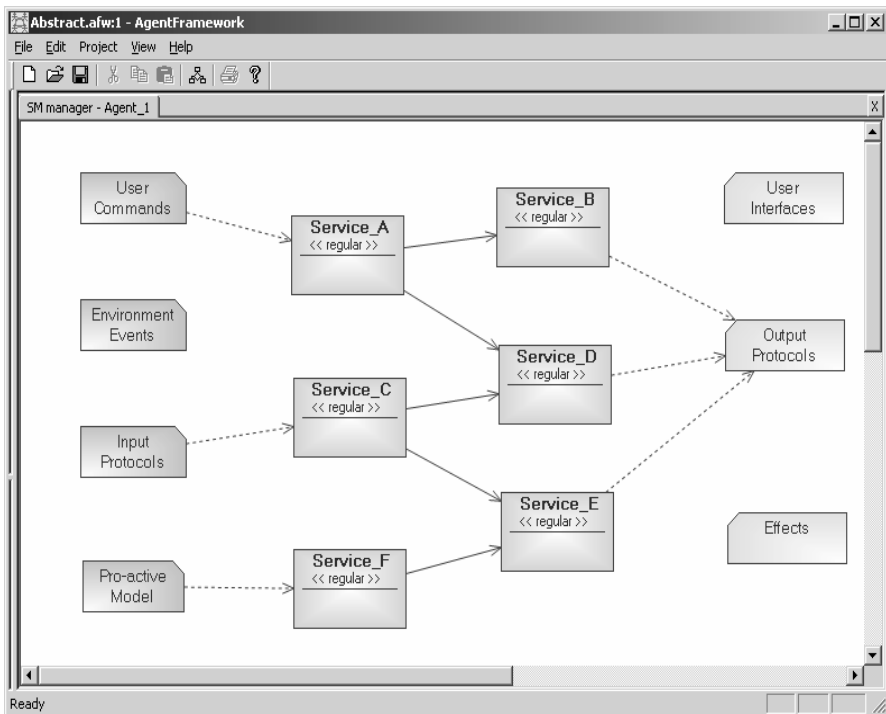 Abstract.afw:1 - AgentFramework
File Edit Project View Help
SM manager - Agent_1
X
User
Commands
Service_A
<< regular >>
Service_B
<< regular >>
User
Interfaces
Environment
Events
Service_D
<< regular >>
Output
Protocols
Service_C
<< regular >>
Input
Protocols
Service_E
<< regular >>
Effects
Service_F
<< regular >>
Pro-active
Model
Ready